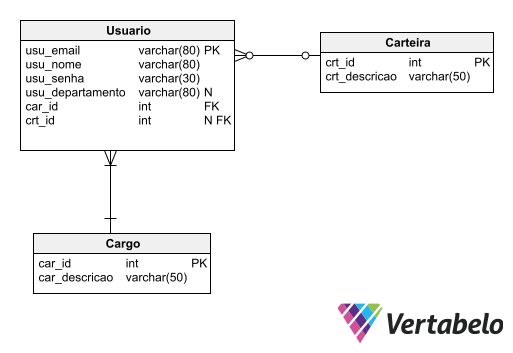 Usuario
usu_email varchar(80) PK
usu_nome varchar(80)
usu_senha varchar(30)
usu_departamento varchar(80) N
car_id int FK
crt_id int N FK
Carteira
crt_id int PK
crt_descricao varchar(50)
Cargo
car_id int PK
car_descricao varchar(50)
Vertabelo